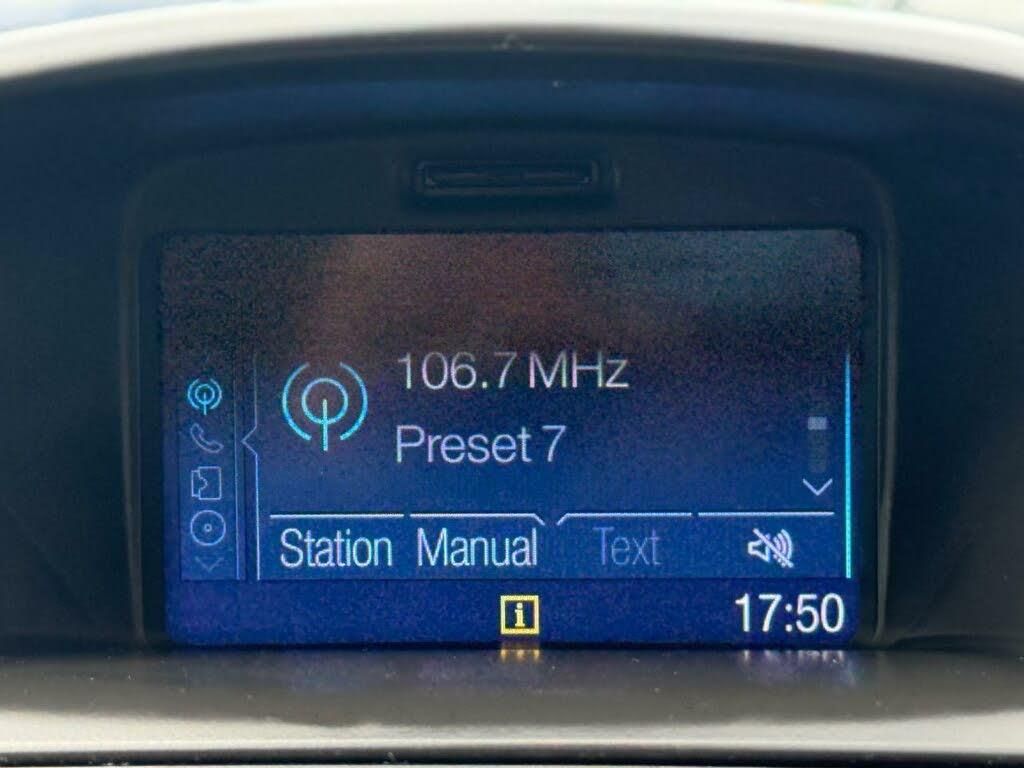 106.7 MHz
Preset 7
Station Manual Text
i 17:50